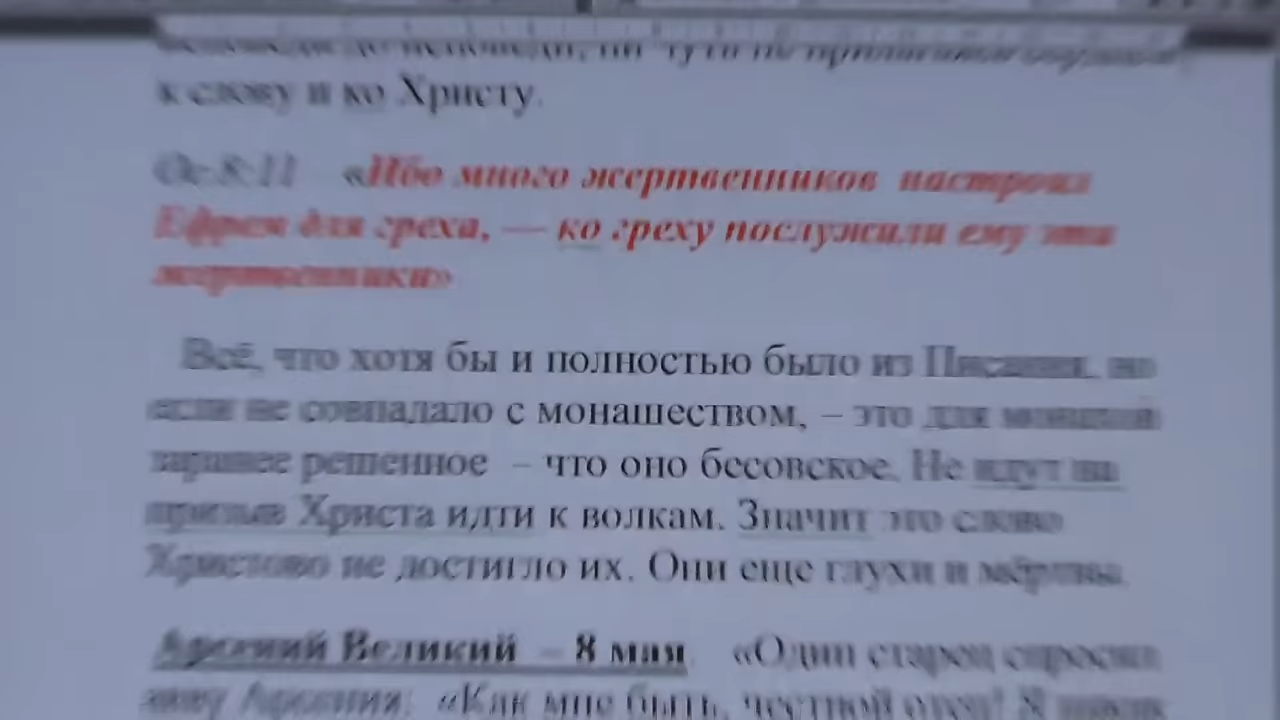 к слову и ко Христу.
Ос.8:11 «Ибо много жертвенников настроил
Ефрем для греха, — ко греху послужили ему эти
жертвенники»
Всё, что хотя бы и полностью было из Писания, но
если не совпадало с монашеством, – это для монахов
заранее решенное – что оно бесовское. Не идут на
призыв Христа идти к волкам. Значит это слово
Христово не достигло их. Они еще глухи и мёртвы.
Арсений Великий – 8 мая. «Один старец спросил
авву Арсения: «Как мне быть, честной отец!